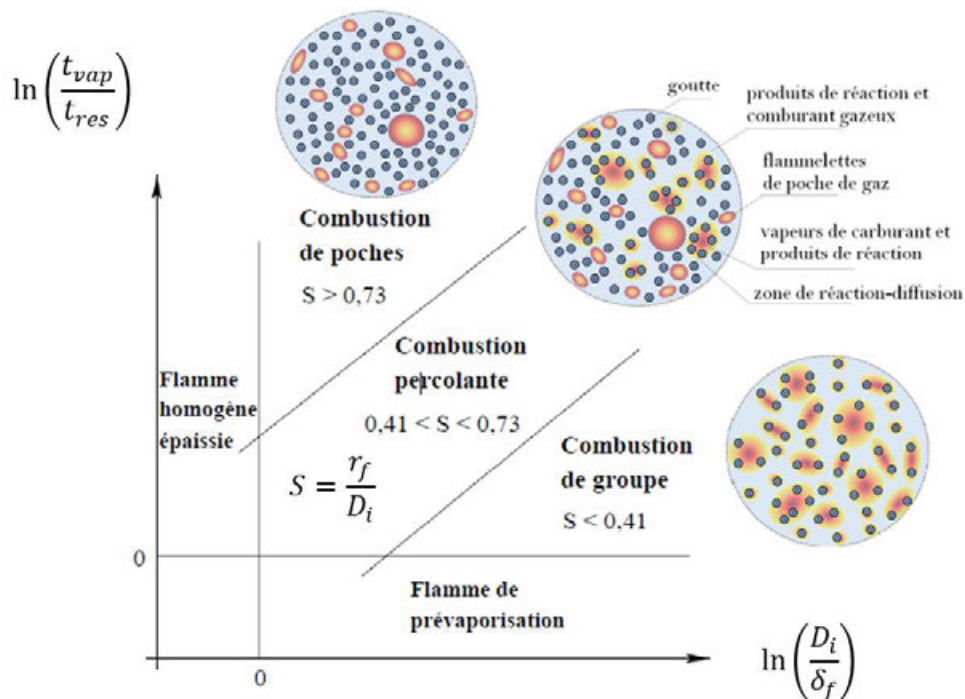 ln(t_vap/t_res)
goutte
produits de réaction et
comburant gazeux
flammelettes
de poche de gaz
vapeurs de carburant et
produits de réaction
zone de réaction-diffusion
Combustion
de poches
S > 0,73
Combustion
percolante
0,41 < S < 0,73
Flamme
homogène
épaissie
S = r_f/D_i
Combustion
de groupe
S < 0,41
0
Flamme de
prévaporisation
0
ln(D_i/δ_f)